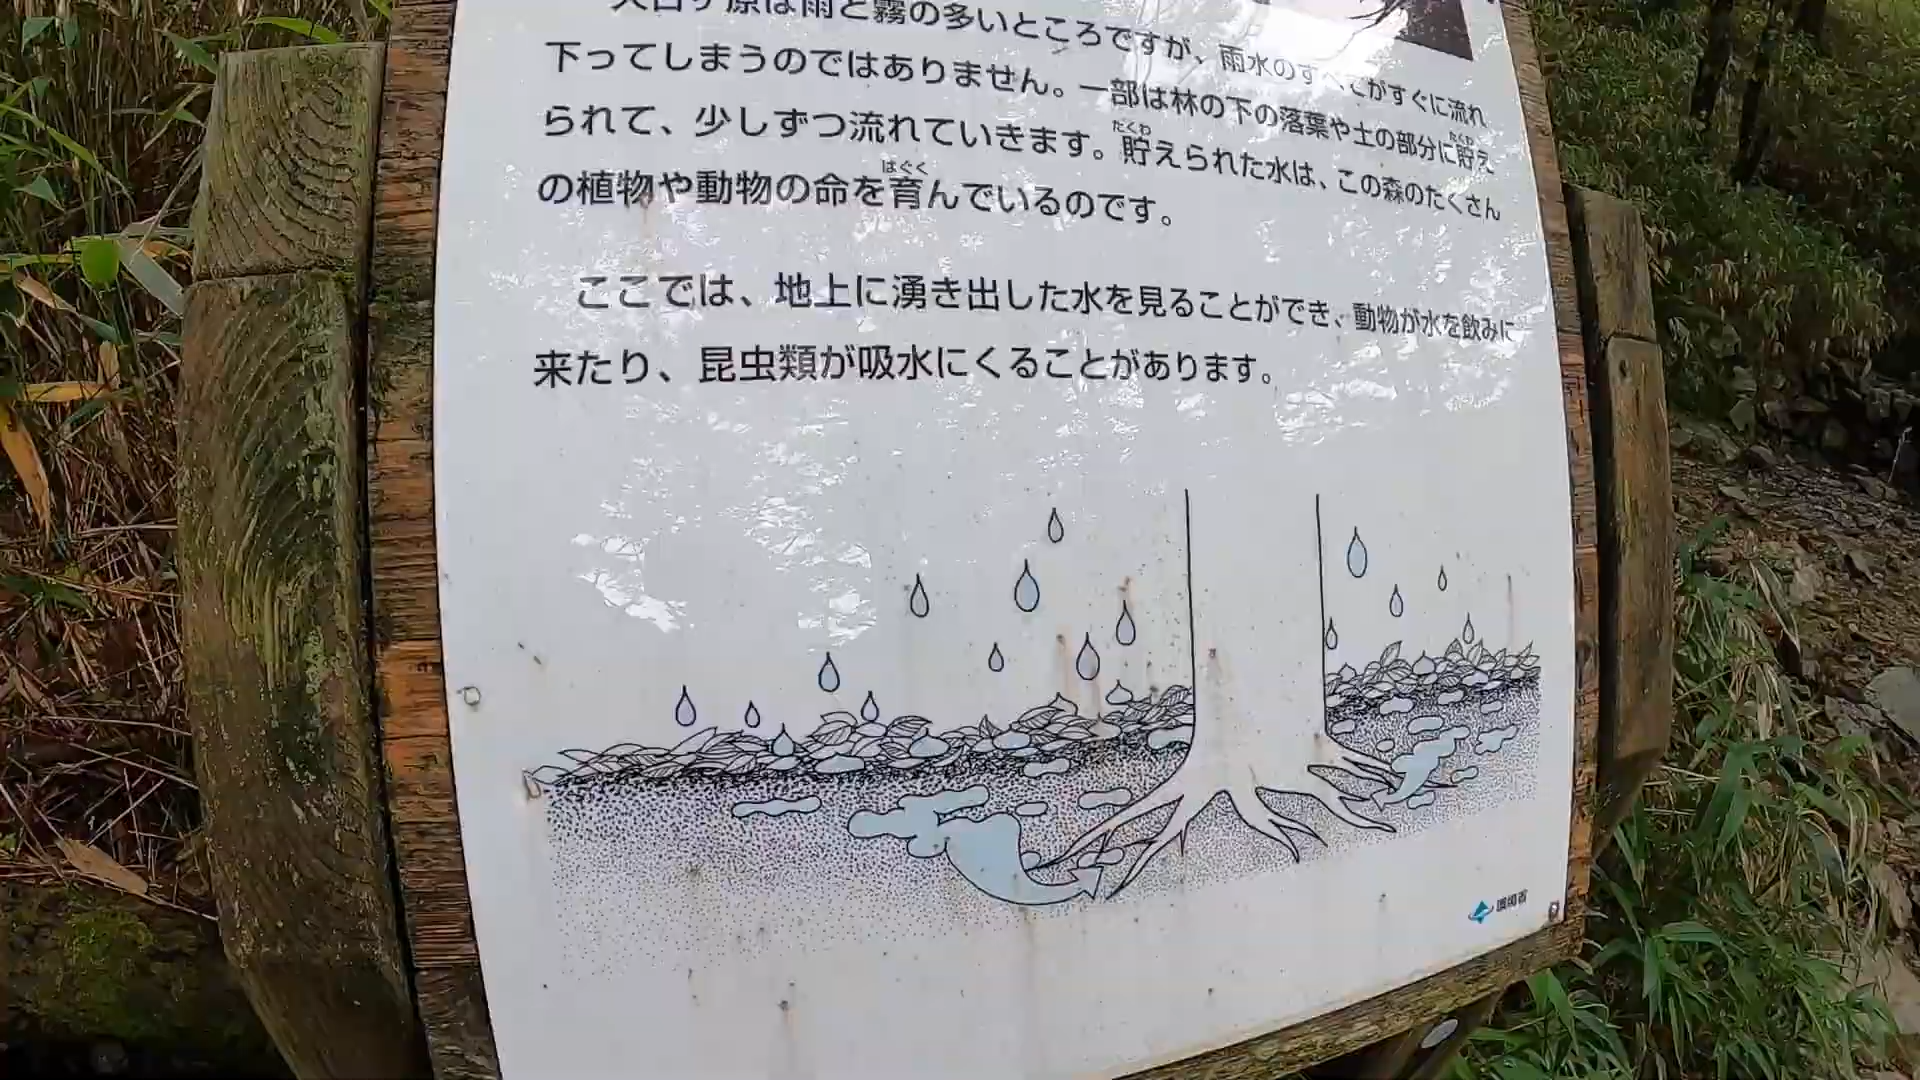 大台ヶ原は雨と霧の多いところですが、雨水のすべてがすぐに流れ
下ってしまうのではありません。一部は林の下の落葉や土の部分に貯え
られて、少しずつ流れていきます。貯えられた水は、この森のたくさん
の植物や動物の命を育んでいるのです。
ここでは、地上に湧き出した水を見ることができ、動物が水を飲みに
来たり、昆虫類が吸水にくることがあります。
環境省